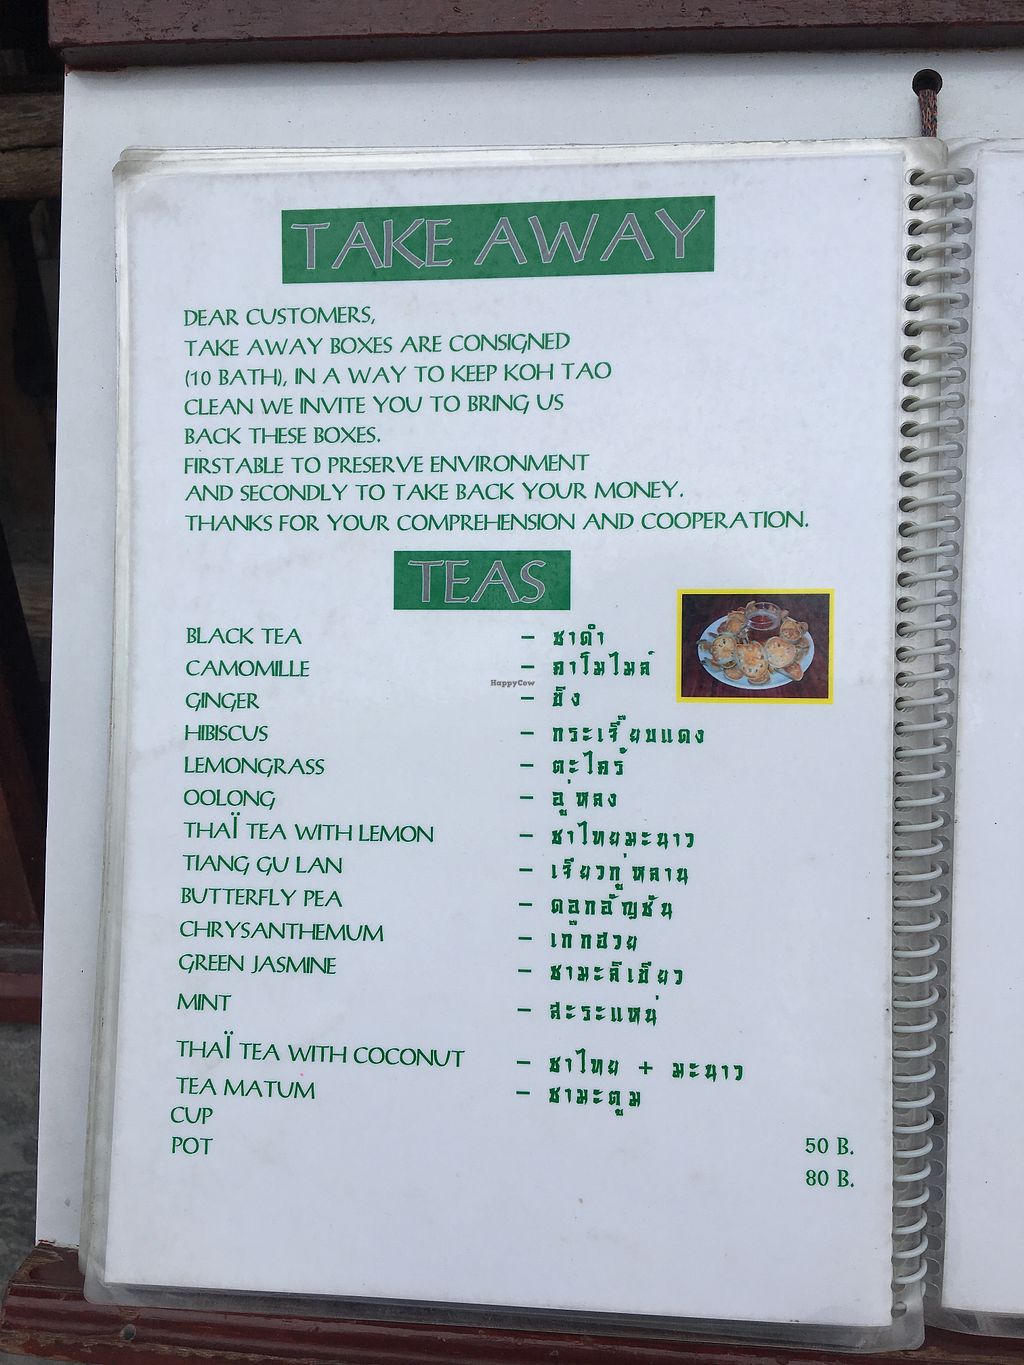 TAKE AWAY
DEAR CUSTOMERS,
TAKE AWAY BOXES ARE CONSIGNED
(10 BATH), IN A WAY TO KEEP KOH TAO
CLEAN WE INVITE YOU TO BRING US
BACK THESE BOXES.
FIRSTABLE TO PRESERVE ENVIRONMENT
AND SECONDLY TO TAKE BACK YOUR MONEY.
THANKS FOR YOUR COMPREHENSION AND COOPERATION.
TEAS
BLACK TEA – ชาดำ
CAMOMILLE – คาโมไมล์
HappyCow
GINGER – ขิง
HIBISCUS – กระเจี๊ยบแดง
LEMONGRASS – ตะไคร้
OOLONG – อู่หลง
THAÏ TEA WITH LEMON – ชาไทยมะนาว
TIANG GU LAN – เจียวกู่หลาน
BUTTERFLY PEA – ดอกอัญชัน
CHRYSANTHEMUM – เก๊กฮวย
GREEN JASMINE – ชามะลิเขียว
MINT – สะระแหน่
THAÏ TEA WITH COCONUT – ชาไทย + มะนาว
TEA MATUM – ชามะตูม
CUP
POT 50 B.
80 B.